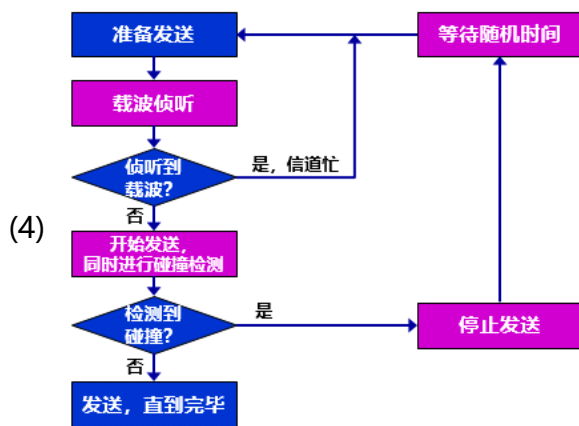 准备发送
等待随机时间
载波侦听
侦听到
载波？
是，信道忙
否
(4)
开始发送，
同时进行碰撞检测
检测到
碰撞？
是
停止发送
否
发送，直到完毕